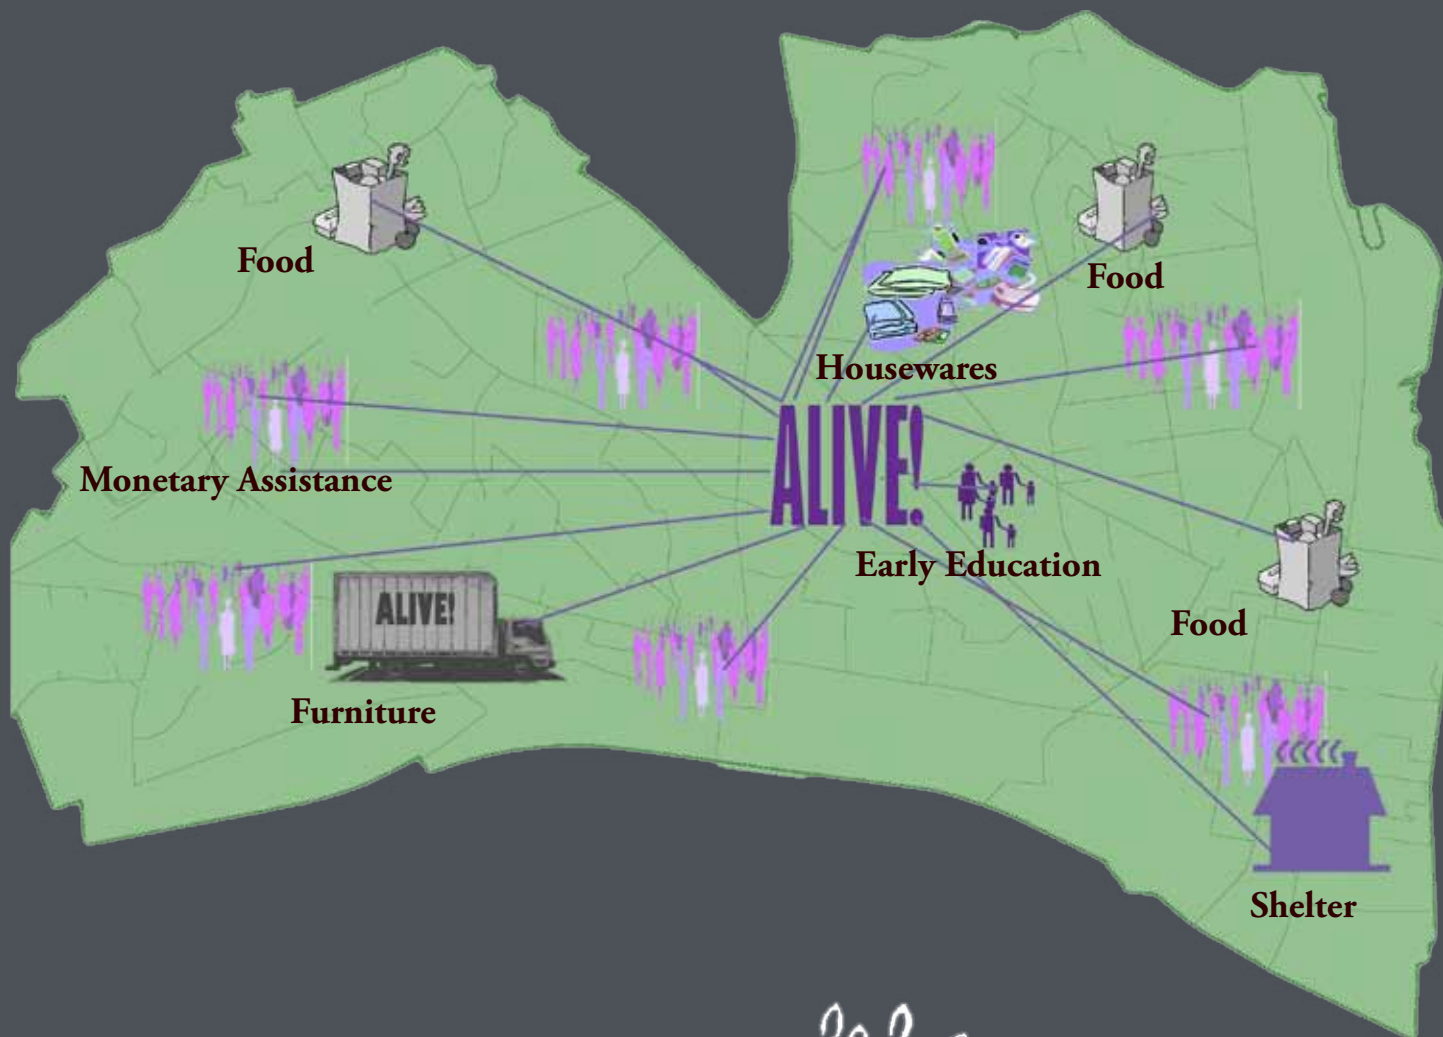 Food
Food
Housewares
Monetary Assistance
ALIVE!
Early Education
ALIVE!
Food
Furniture
Shelter